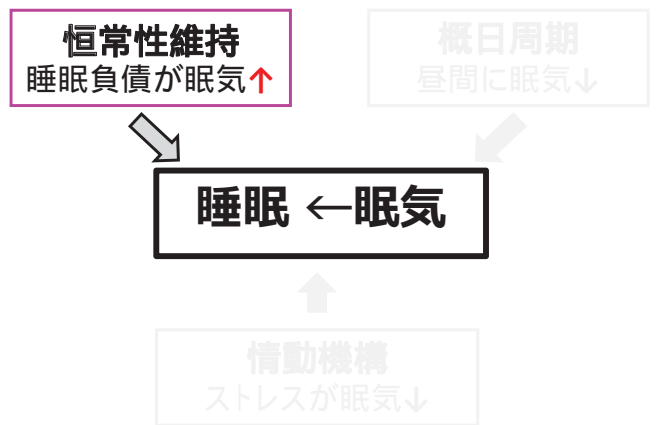 恒常性維持
睡眠負債が眠気↑
概日周期
昼間に眠気↓
睡眠 ←眠気
情動機構
ストレスが眠気↓